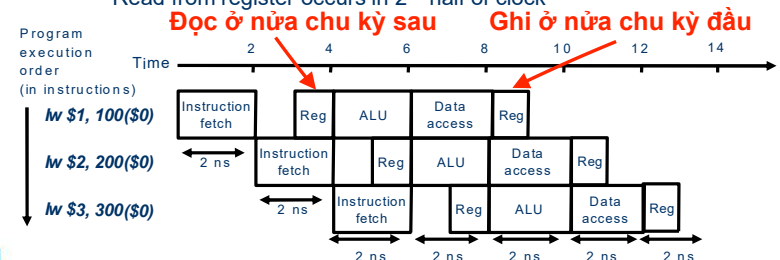 Read from register occurs in 2 half of clock
Đọc ở nửa chu kỳ sau
Ghi ở nửa chu kỳ đầu
Program
execution
order
(in instructions)
Time
2
4
6
8
10
12
14
lw $1, 100($0)
Instruction
fetch
Reg
ALU
Data
access
Reg
lw $2, 200($0)
2 ns
Instruction
fetch
Reg
ALU
Data
access
Reg
lw $3, 300($0)
2 ns
Instruction
fetch
Reg
ALU
Data
access
Reg
2 ns
2 ns
2 ns
2 ns
2 ns